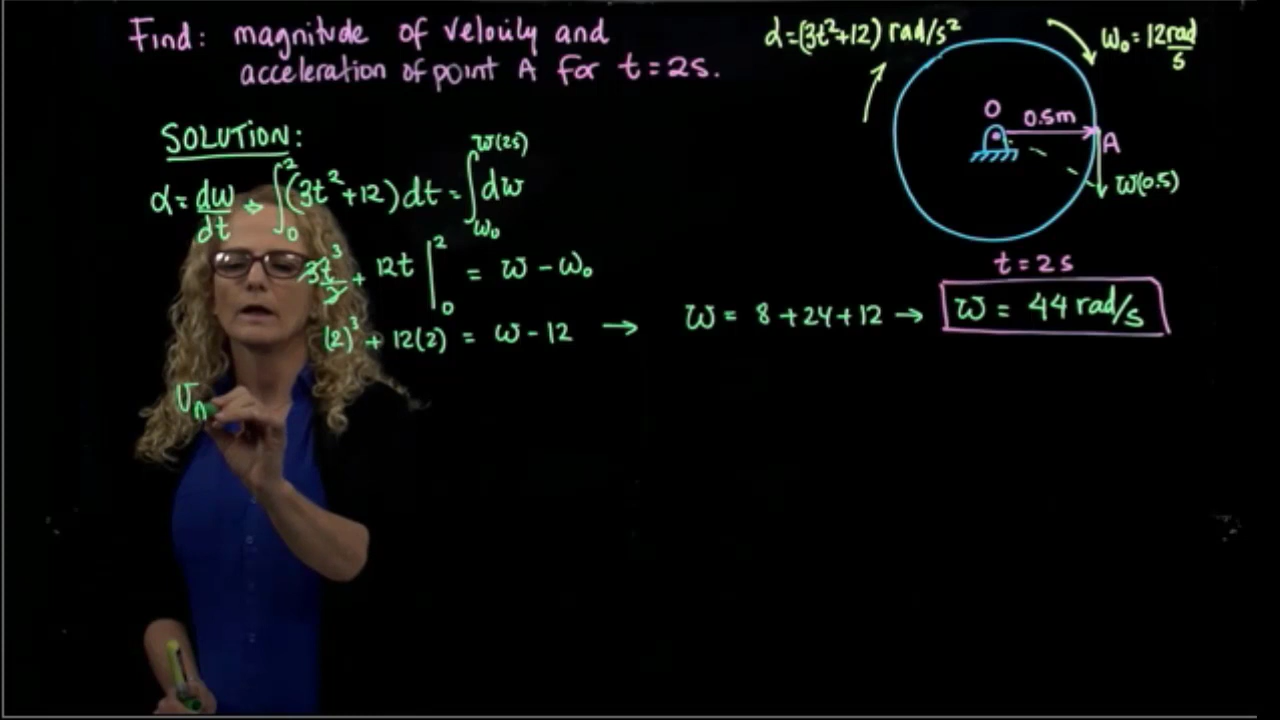 Find: magnitude of velocity and
acceleration of point A for t = 2s.
α = (3t²+12) rad/s²
ω₀ = 12 rad/s
O
0.5m
A
ω(0.5)
SOLUTION:
α = dω/dt → ∫₀² (3t²+12) dt = ∫_ω₀^ω(2s) dω
3t³/3 + 12t |₀² = ω - ω₀
t = 2s
(2)³ + 12(2) = ω - 12 → ω = 8 + 24 + 12 → ω = 44 rad/s